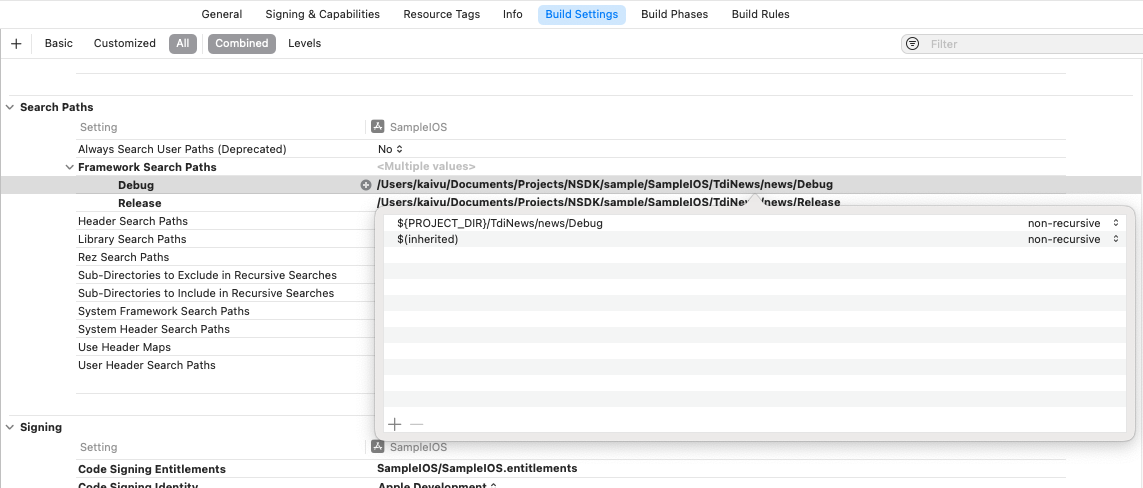 General Signing & Capabilities Resource Tags Info Build Settings Build Phases Build Rules
+ Basic Customized All Combined Levels Filter
Search Paths
Setting SampleIOS
Always Search User Paths (Deprecated) No
Framework Search Paths <Multiple values>
Debug /Users/kaivu/Documents/Projects/NSDK/sample/SampleIOS/TdiNews/news/Debug
Release /Users/kaivu/Documents/Projects/NSDK/sample/SampleIOS/TdiNews/news/Release
Header Search Paths ${PROJECT_DIR}/TdiNews/news/Debug non-recursive
Library Search Paths $(inherited) non-recursive
Rez Search Paths
Sub-Directories to Exclude in Recursive Searches
Sub-Directories to Include in Recursive Searches
System Framework Search Paths
System Header Search Paths
Use Header Maps
User Header Search Paths
Signing
Setting SampleIOS
Code Signing Entitlements SampleIOS/SampleIOS.entitlements
Code Signing Identity Apple Development